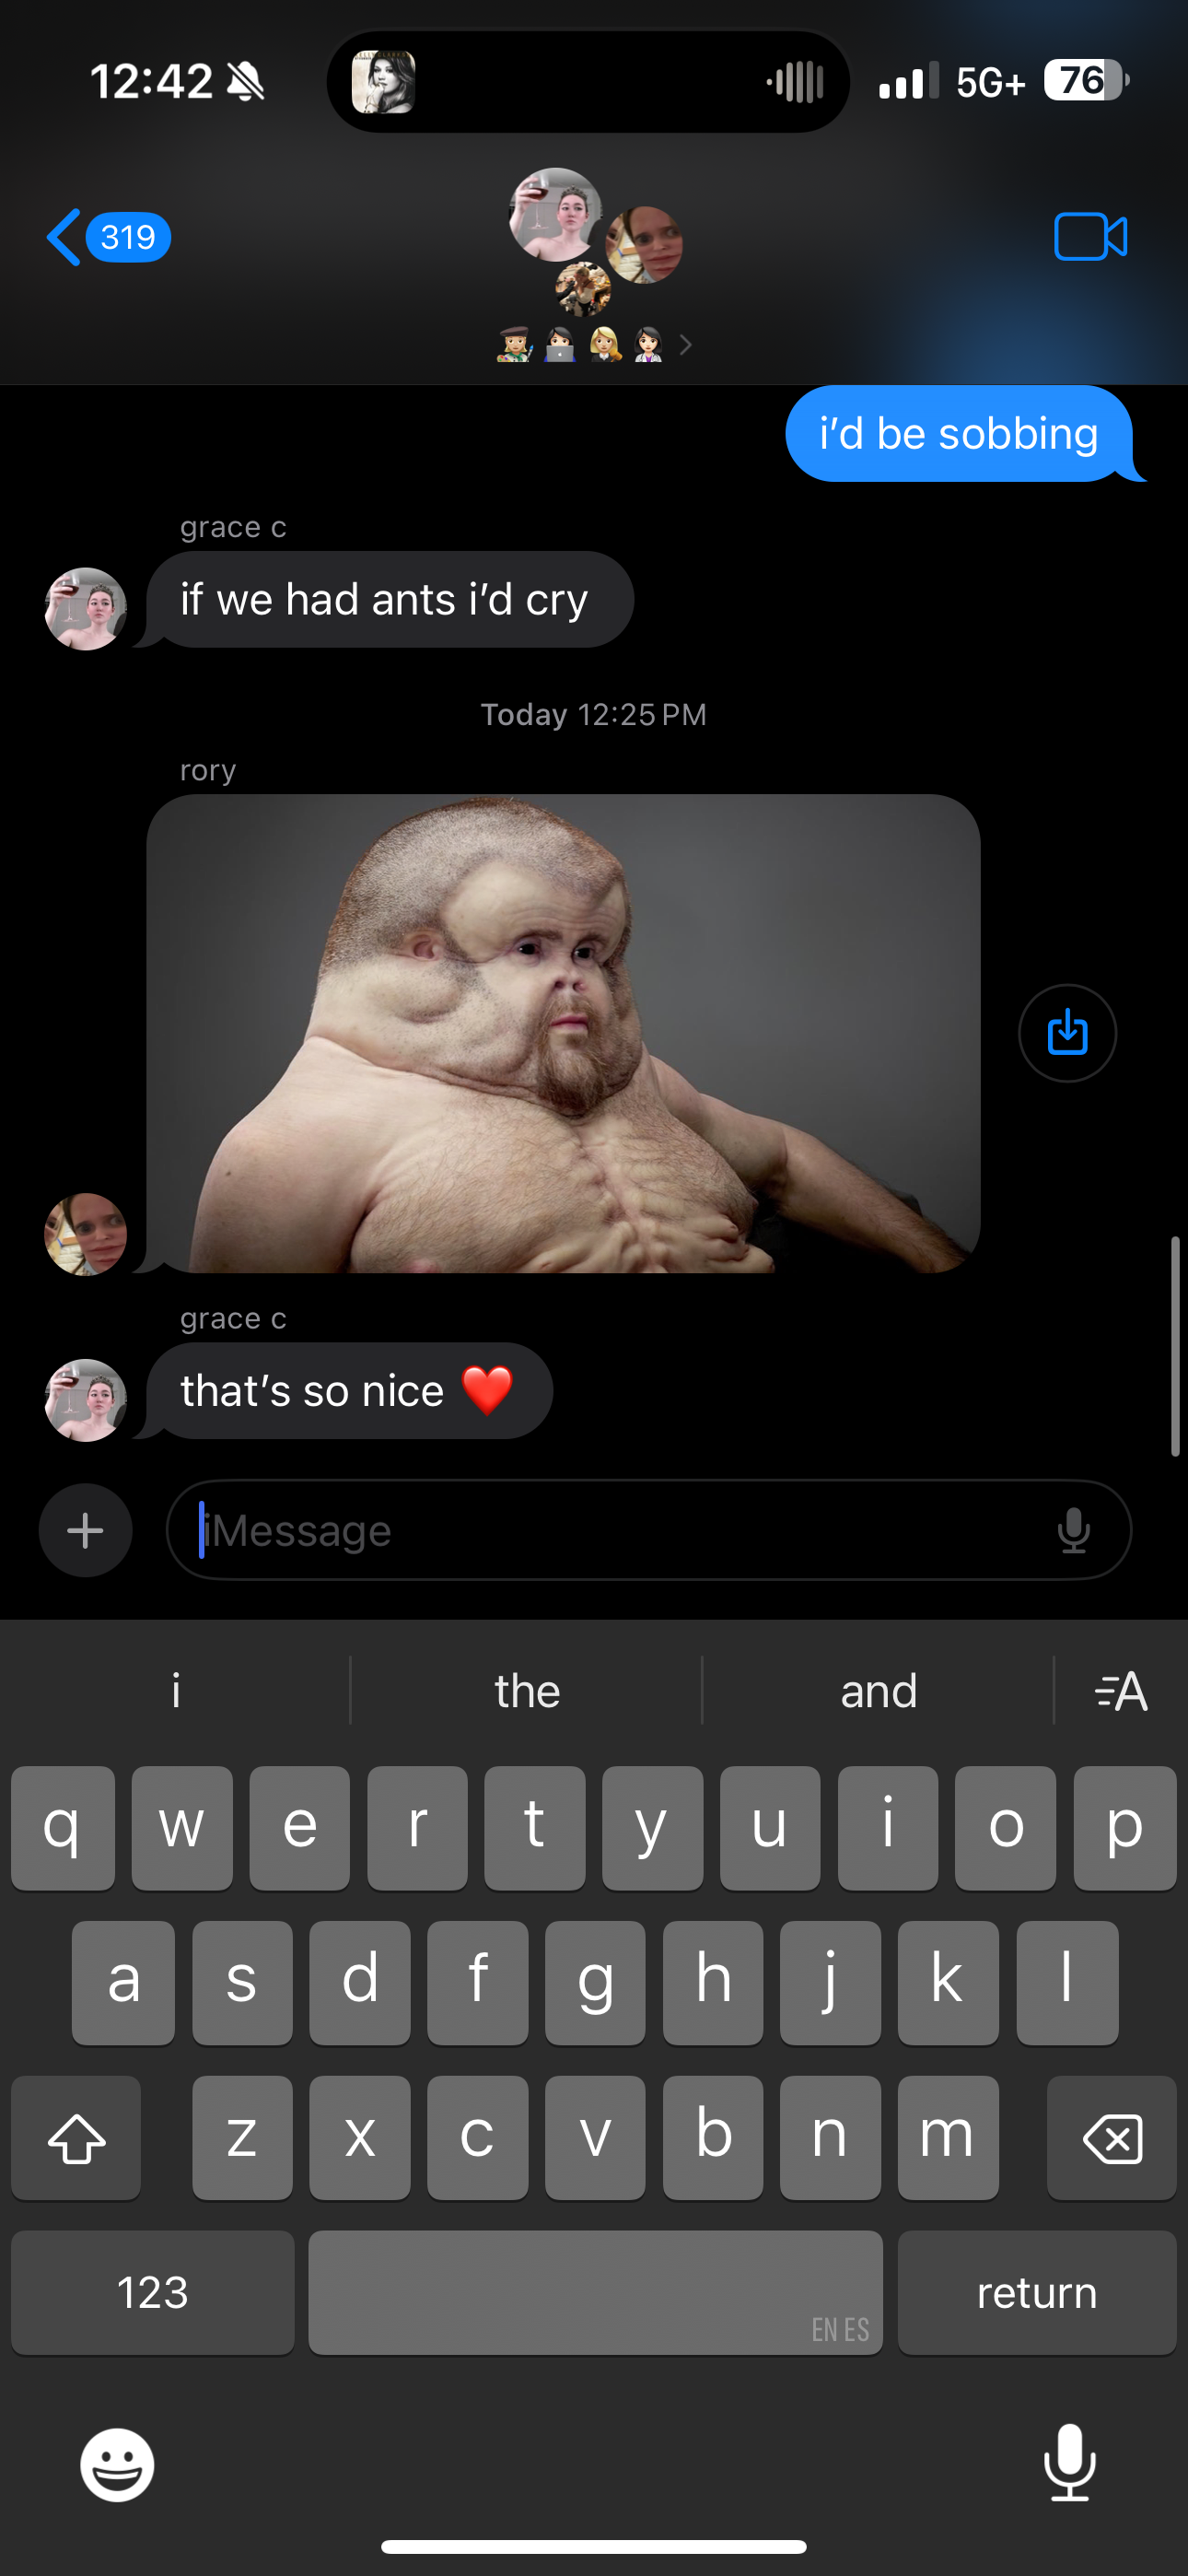 12:42
5G+
76
319
i'd be sobbing
grace c
if we had ants i'd cry
Today 12:25 PM
rory
grace c
that's so nice ❤️
iMessage
i the and
q w e r t y u i o p
a s d f g h j k l
z x c v b n m
123 return
EN ES